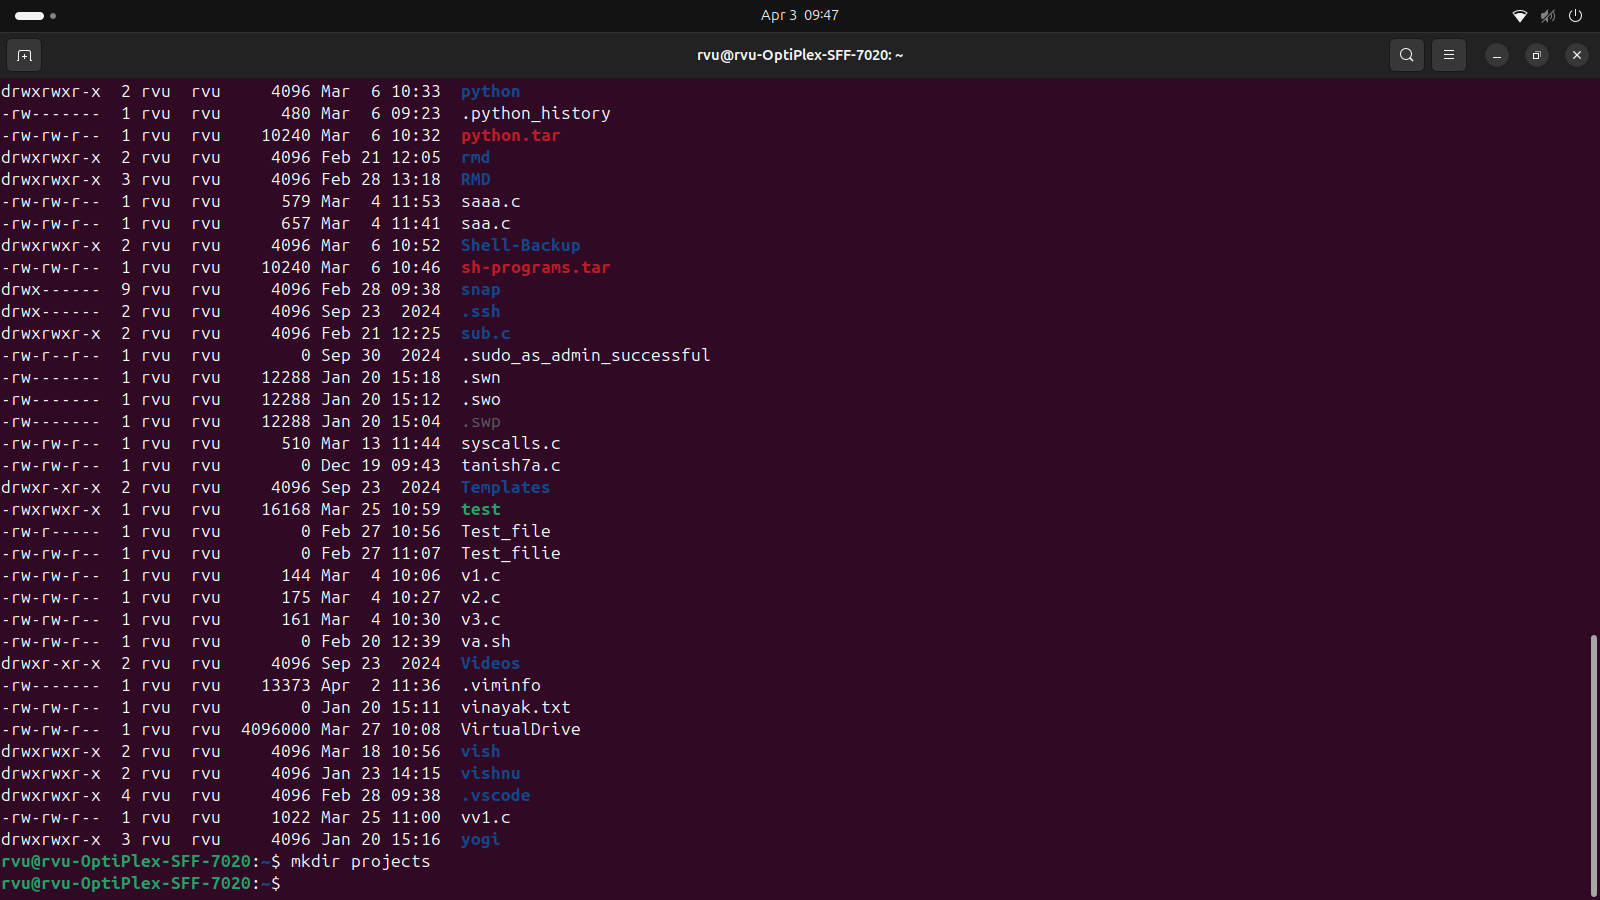 Apr 3 09:47
rvu@rvu-OptiPlex-SFF-7020: ~
drwxrwxr-x  2 rvu  rvu     4096 Mar  6 10:33  python
-rw-------  1 rvu  rvu      480 Mar  6 09:23  .python_history
-rw-rw-r--  1 rvu  rvu    10240 Mar  6 10:32  python.tar
drwxrwxr-x  2 rvu  rvu     4096 Feb 21 12:05  rmd
drwxrwxr-x  3 rvu  rvu     4096 Feb 28 13:18  RMD
-rw-rw-r--  1 rvu  rvu      579 Mar  4 11:53  saaa.c
-rw-rw-r--  1 rvu  rvu      657 Mar  4 11:41  saa.c
drwxrwxr-x  2 rvu  rvu     4096 Mar  6 10:52  Shell-Backup
-rw-rw-r--  1 rvu  rvu    10240 Mar  6 10:46  sh-programs.tar
drwx------  9 rvu  rvu     4096 Feb 28 09:38  snap
drwx------  2 rvu  rvu     4096 Sep 23  2024  .ssh
drwxrwxr-x  2 rvu  rvu     4096 Feb 21 12:25  sub.c
-rw-r--r--  1 rvu  rvu        0 Sep 30  2024  .sudo_as_admin_successful
-rw-------  1 rvu  rvu    12288 Jan 20 15:18  .swn
-rw-------  1 rvu  rvu    12288 Jan 20 15:12  .swo
-rw-------  1 rvu  rvu    12288 Jan 20 15:04  .swp
-rw-rw-r--  1 rvu  rvu      510 Mar 13 11:44  syscalls.c
-rw-rw-r--  1 rvu  rvu        0 Dec 19 09:43  tanish7a.c
drwxr-xr-x  2 rvu  rvu     4096 Sep 23  2024  Templates
-rwxrwxr-x  1 rvu  rvu    16168 Mar 25 10:59  test
-rw-r-----  1 rvu  rvu        0 Feb 27 10:56  Test_file
-rw-rw-r--  1 rvu  rvu        0 Feb 27 11:07  Test_filie
-rw-rw-r--  1 rvu  rvu      144 Mar  4 10:06  v1.c
-rw-rw-r--  1 rvu  rvu      175 Mar  4 10:27  v2.c
-rw-rw-r--  1 rvu  rvu      161 Mar  4 10:30  v3.c
-rw-rw-r--  1 rvu  rvu        0 Feb 20 12:39  va.sh
drwxr-xr-x  2 rvu  rvu     4096 Sep 23  2024  Videos
-rw-------  1 rvu  rvu    13373 Apr  2 11:36  .viminfo
-rw-rw-r--  1 rvu  rvu        0 Jan 20 15:11  vinayak.txt
-rw-rw-r--  1 rvu  rvu  4096000 Mar 27 10:08  VirtualDrive
drwxrwxr-x  2 rvu  rvu     4096 Mar 18 10:56  vish
drwxrwxr-x  2 rvu  rvu     4096 Jan 23 14:15  vishnu
drwxrwxr-x  4 rvu  rvu     4096 Feb 28 09:38  .vscode
-rw-rw-r--  1 rvu  rvu     1022 Mar 25 11:00  vv1.c
drwxrwxr-x  3 rvu  rvu     4096 Jan 20 15:16  yogi
rvu@rvu-OptiPlex-SFF-7020:~$ mkdir projects
rvu@rvu-OptiPlex-SFF-7020:~$